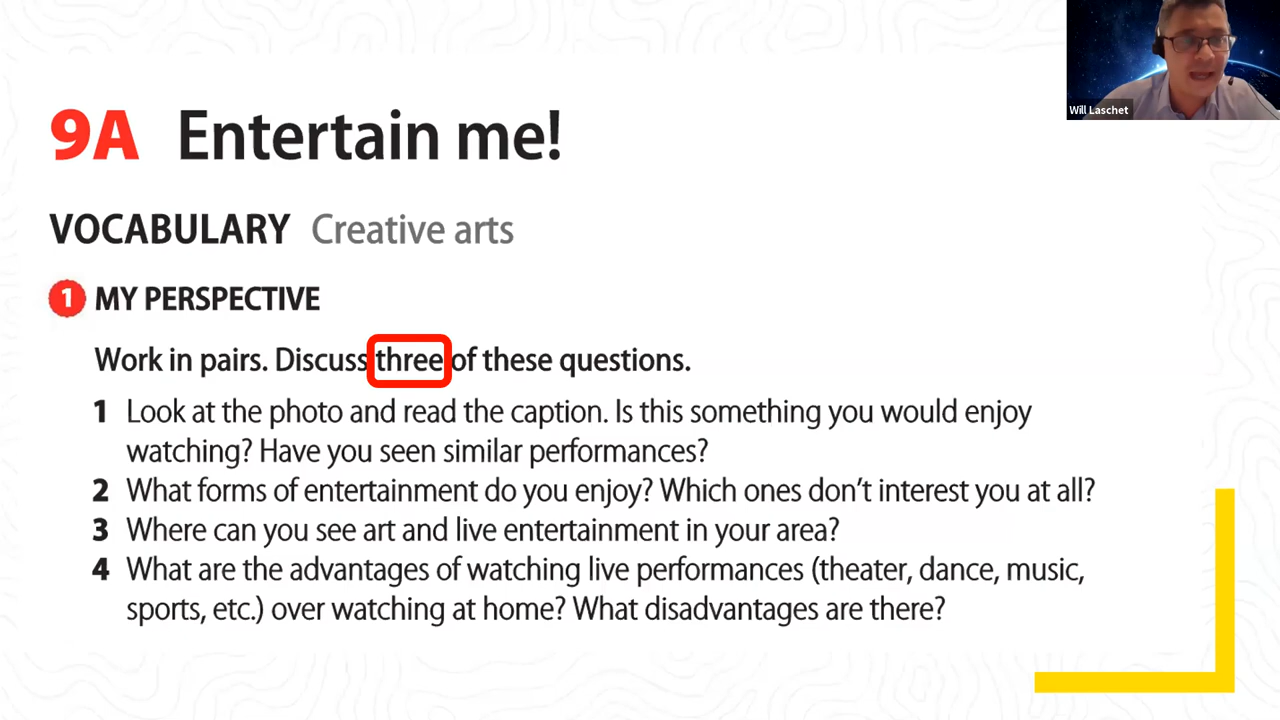 Will Laschet
9A Entertain me!
VOCABULARY Creative arts
1 MY PERSPECTIVE
Work in pairs. Discuss three of these questions.
1 Look at the photo and read the caption. Is this something you would enjoy
watching? Have you seen similar performances?
2 What forms of entertainment do you enjoy? Which ones don’t interest you at all?
3 Where can you see art and live entertainment in your area?
4 What are the advantages of watching live performances (theater, dance, music,
sports, etc.) over watching at home? What disadvantages are there?